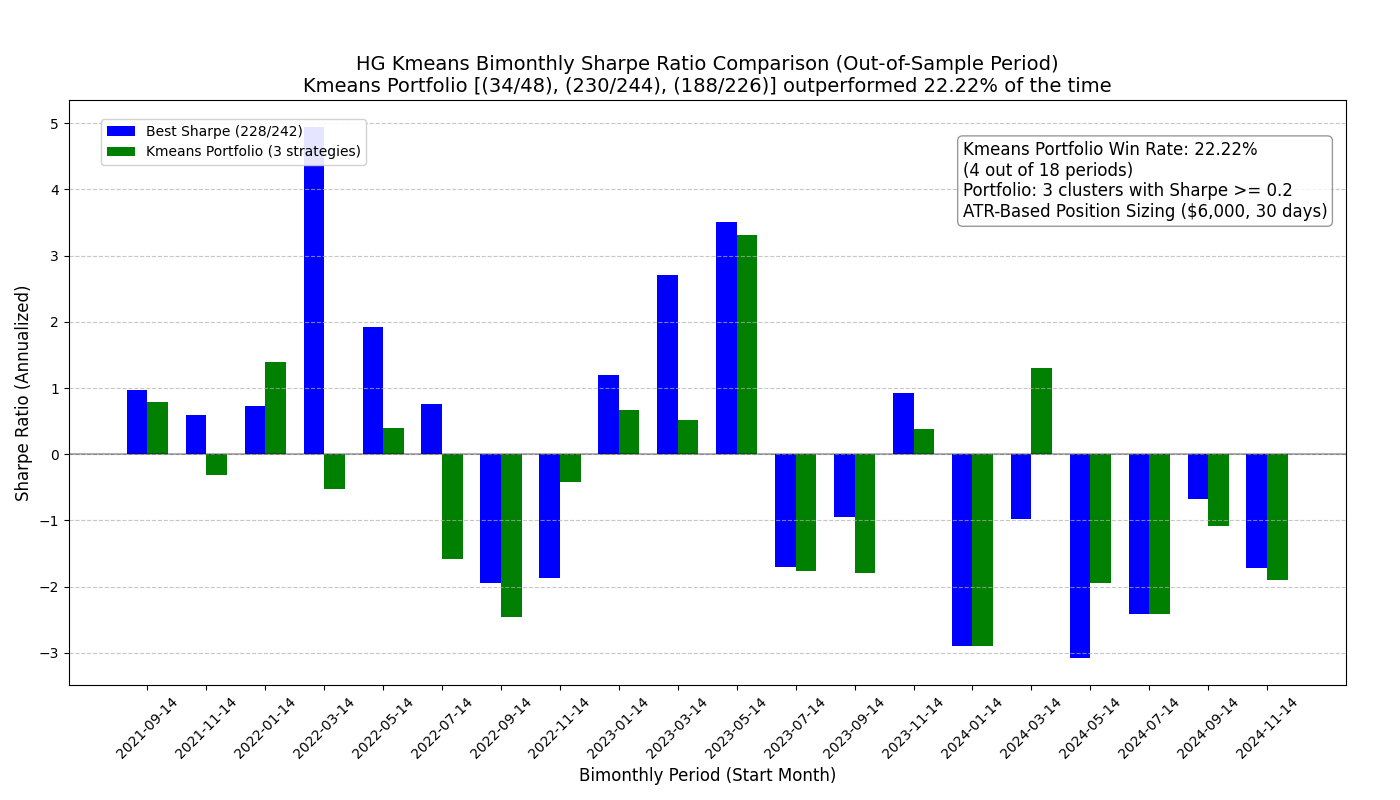 HG Kmeans Bimonthly Sharpe Ratio Comparison (Out-of-Sample Period)
Kmeans Portfolio [(34/48), (230/244), (188/226)] outperformed 22.22% of the time
Best Sharpe (228/242)
Kmeans Portfolio (3 strategies)
Kmeans Portfolio Win Rate: 22.22%
(4 out of 18 periods)
Portfolio: 3 clusters with Sharpe >= 0.2
ATR-Based Position Sizing ($6,000, 30 days)
Sharpe Ratio (Annualized)
5
4
3
2
1
0
−1
−2
−3
2021-09-14
2021-11-14
2022-01-14
2022-03-14
2022-05-14
2022-07-14
2022-09-14
2022-11-14
2023-01-14
2023-03-14
2023-05-14
2023-07-14
2023-09-14
2023-11-14
2024-01-14
2024-03-14
2024-05-14
2024-07-14
2024-09-14
2024-11-14
Bimonthly Period (Start Month)